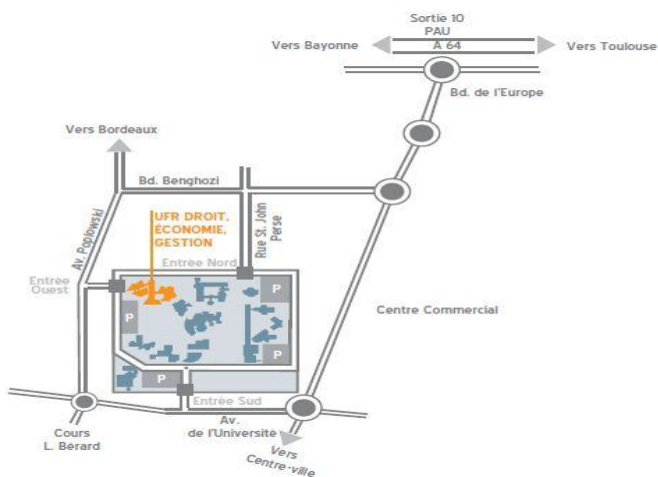 Sortie 10
PAU
Vers Bayonne
A 64
Vers Toulouse
Bd. de l'Europe
Vers Bordeaux
Bd. Benghozi
Av. Poplowski
UFR DROIT,
ÉCONOMIE,
GESTION
Rue St. John
Perse
Entrée Nord
Entrée
Ouest
P
P
Centre Commercial
P
P
Entrée Sud
Av.
de l'Université
Cours
L. Bérard
Vers
Centre-ville